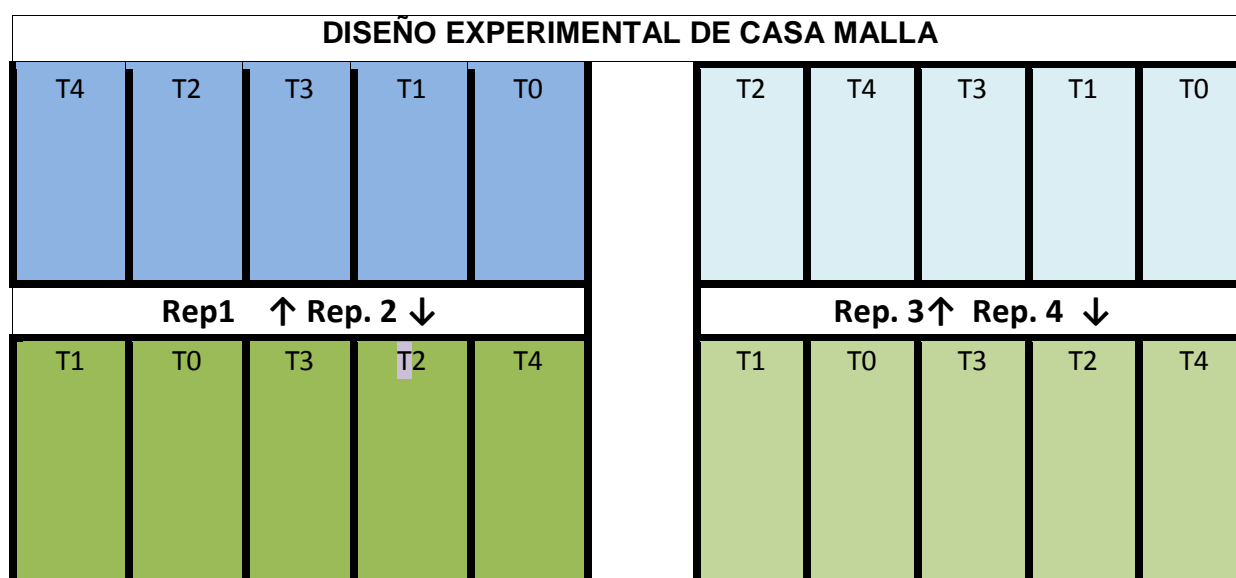 DISEÑO EXPERIMENTAL DE CASA MALLA
T4 T2 T3 T1 T0 T2 T4 T3 T1 T0
Rep1 ↑ Rep. 2 ↓ Rep. 3↑ Rep. 4 ↓
T1 T0 T3 T2 T4 T1 T0 T3 T2 T4